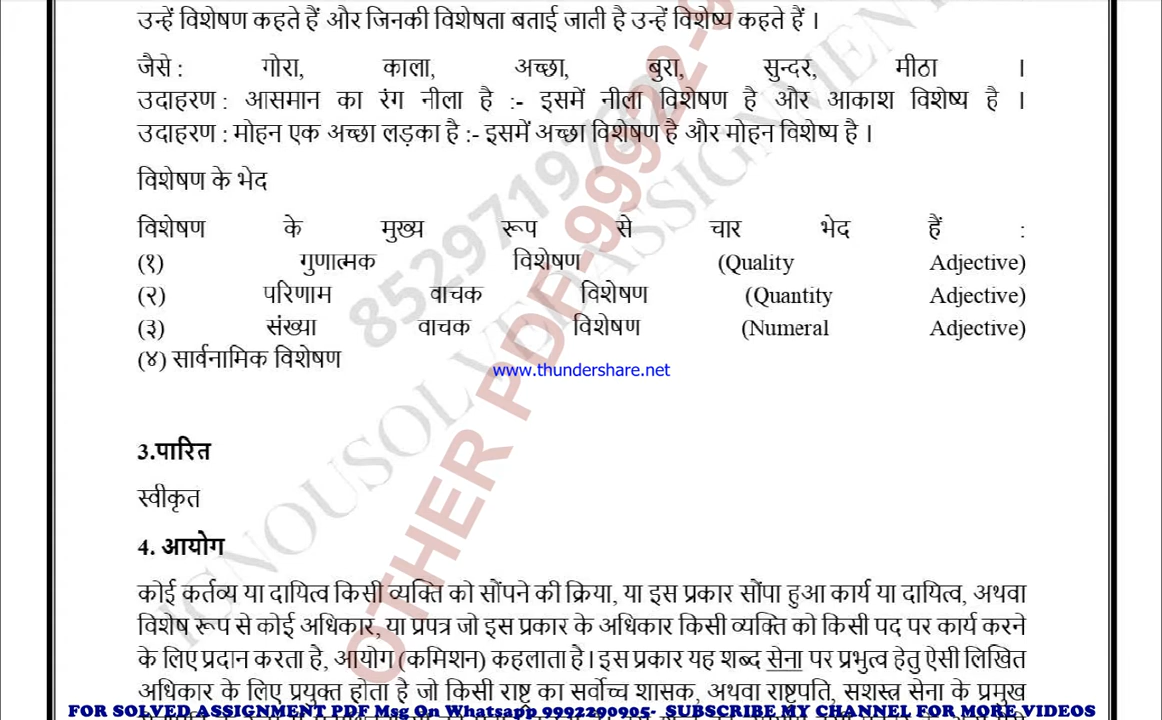 उन्हें विशेषण कहते हैं और जिनकी विशेषता बताई जाती है उन्हें विशेष्य कहते हैं ।
जैसे : गोरा, काला, अच्छा, बुरा, सुन्दर, मीठा ।
उदाहरण : आसमान का रंग नीला है :- इसमें नीला विशेषण है और आकाश विशेष्य है ।
उदाहरण : मोहन एक अच्छा लड़का है :- इसमें अच्छा विशेषण है और मोहन विशेष्य है ।
विशेषण के भेद
विशेषण के मुख्य रूप से चार भेद हैं :
(१) गुणात्मक विशेषण (Quality Adjective)
(२) परिणाम वाचक विशेषण (Quantity Adjective)
(३) संख्या वाचक विशेषण (Numeral Adjective)
(४) सार्वनामिक विशेषण
www.thundershare.net
3.पारित
स्वीकृत
4. आयोग
कोई कर्तव्य या दायित्व किसी व्यक्ति को सौंपने की क्रिया, या इस प्रकार सौंपा हुआ कार्य या दायित्व, अथवा
विशेष रूप से कोई अधिकार, या प्रपत्र जो इस प्रकार के अधिकार किसी व्यक्ति को किसी पद पर कार्य करने
के लिए प्रदान करता है, आयोग (कमिशन) कहलाता है। इस प्रकार यह शब्द सेना पर प्रभुत्व हेतु ऐसी लिखित
अधिकार के लिए प्रयुक्त होता है जो किसी राष्ट्र का सर्वोच्च शासक, अथवा राष्ट्रपति, सशस्त्र सेना के प्रमुख
FOR SOLVED ASSIGNMENT PDF Msg On Whatsapp 9992290905- SUBSCRIBE MY CHANNEL FOR MORE VIDEOS
IGNOUSOLVEDASSIGNMENT
OTHER PDF-99922-9